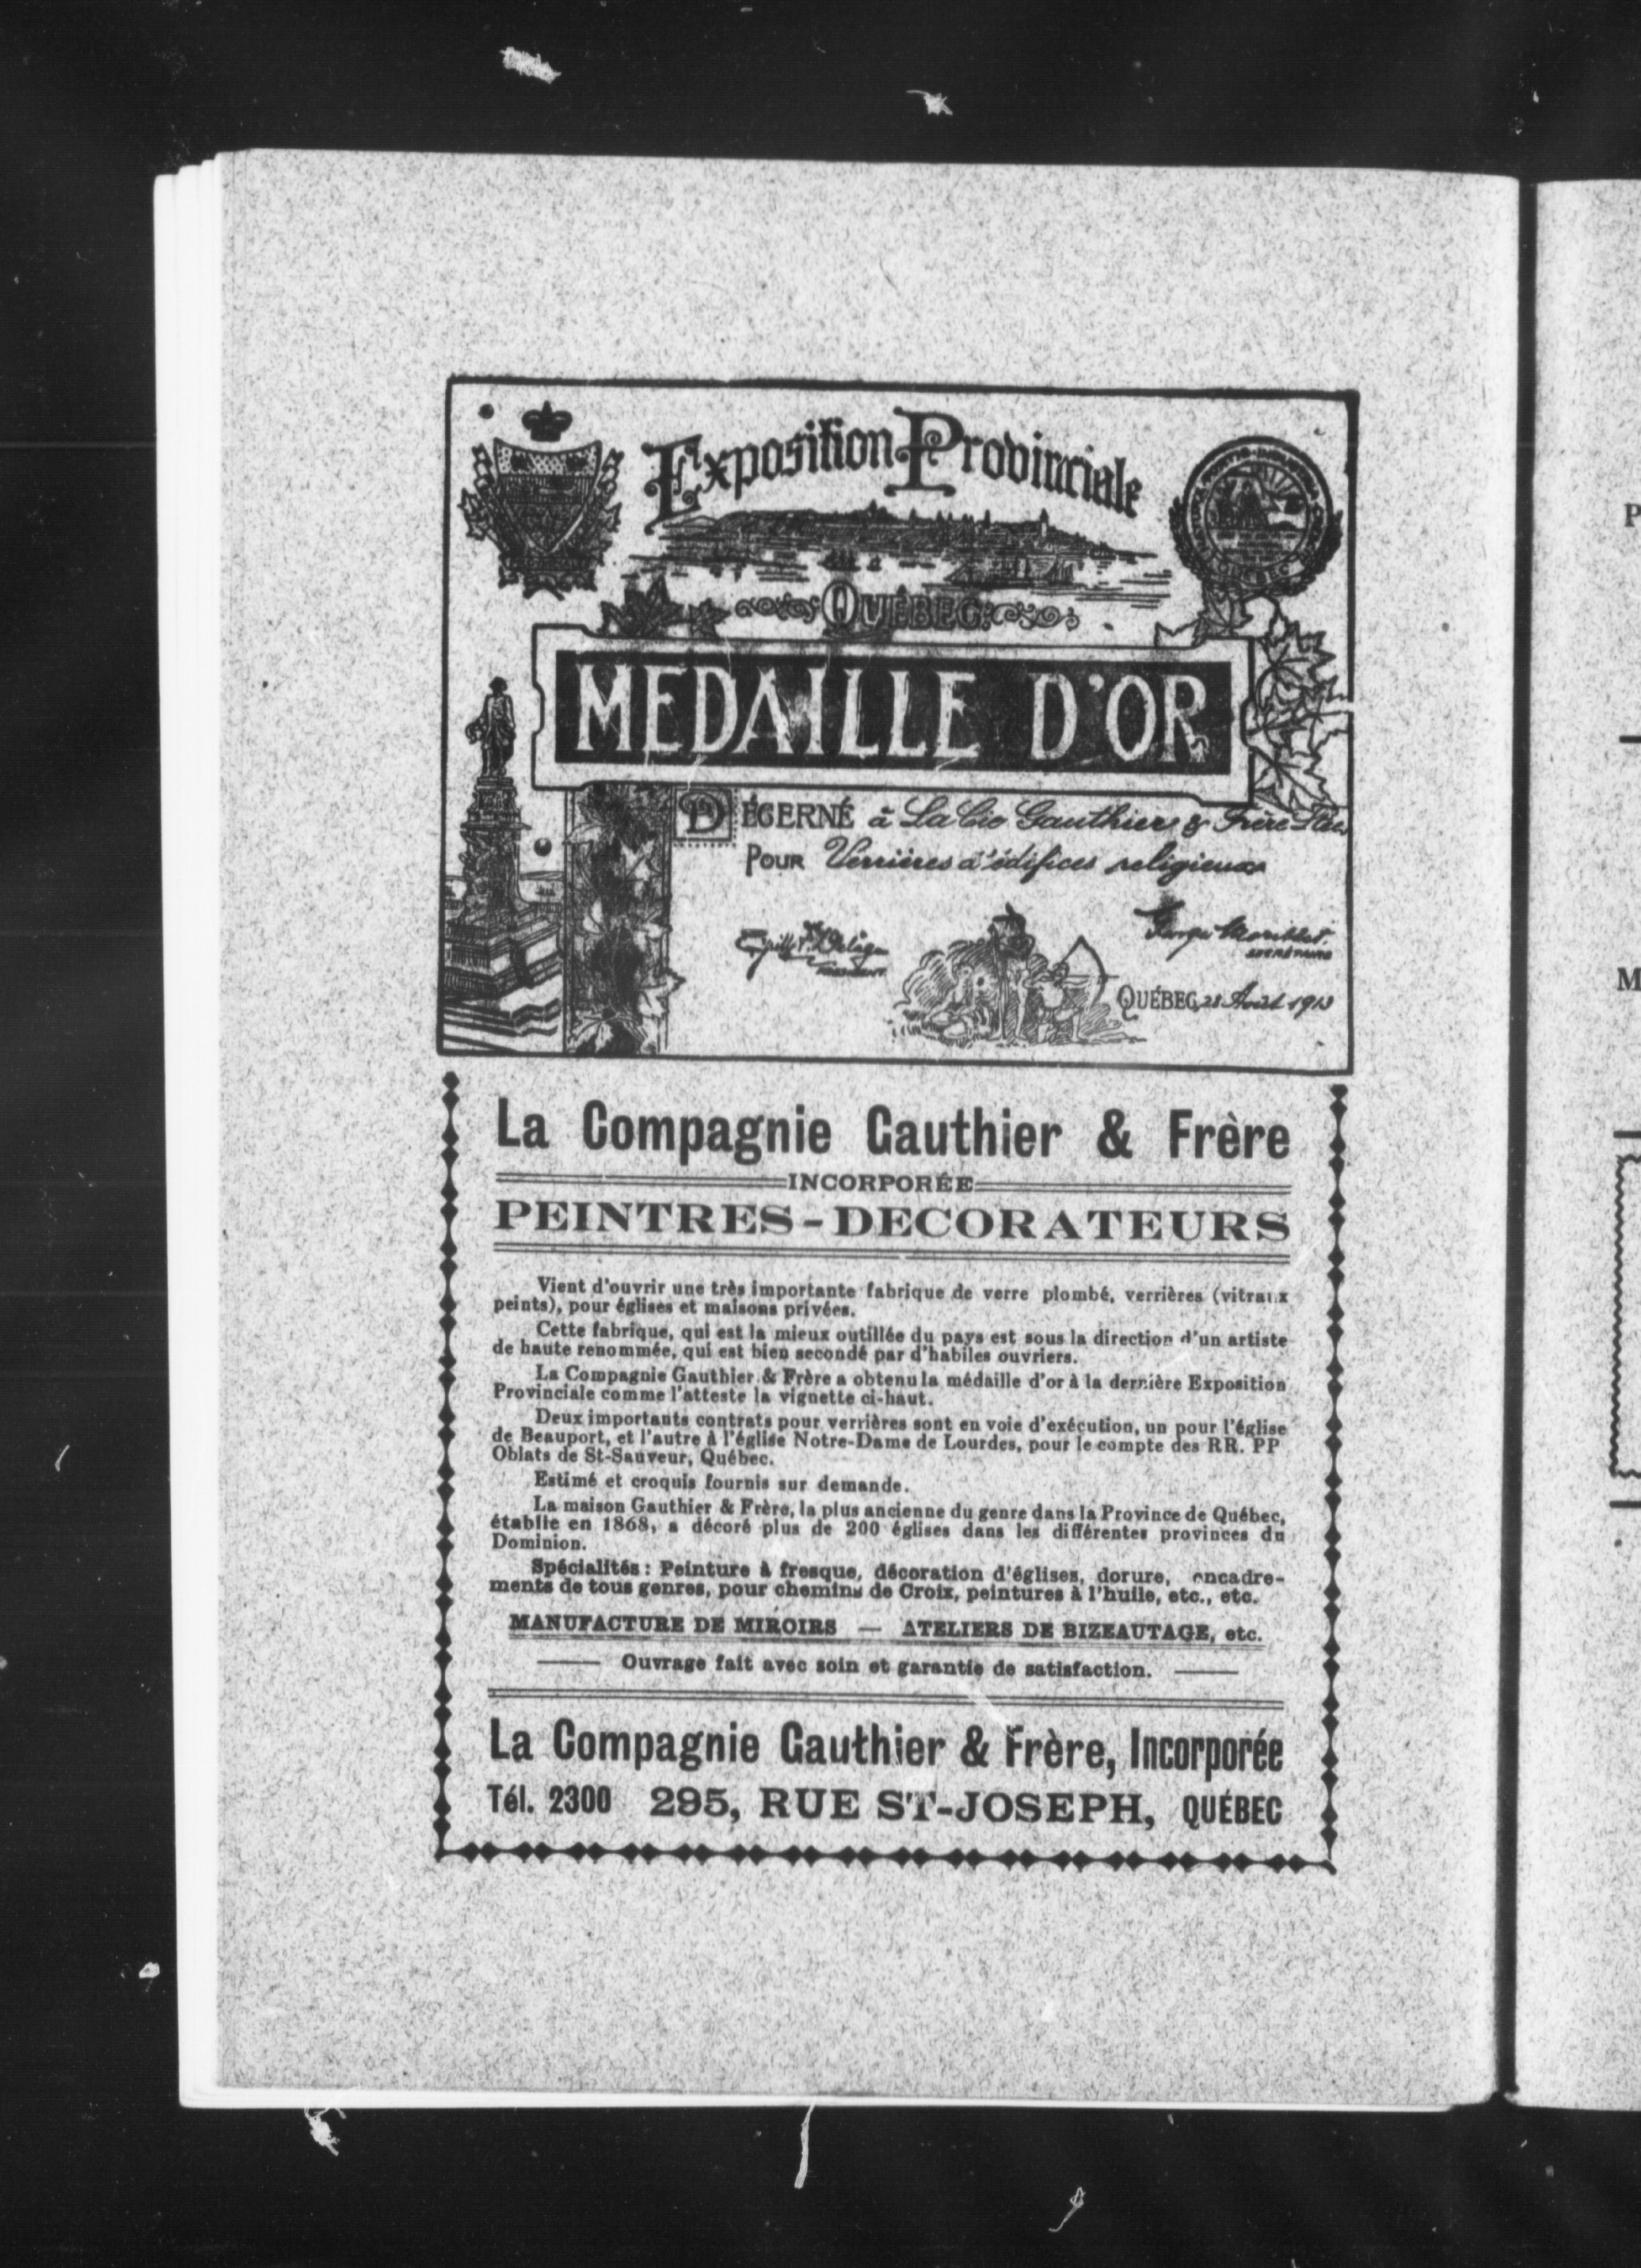 Exposition Provinciale
QUÉBEC
MEDAILLE D'OR
DÉCERNÉ à La Cie Gauthier & Frère
POUR Verrières d'édifices religieux
PRESIDENT
SECRÉTAIRE
QUÉBEC, 28 Août 1913
La Compagnie Gauthier & Frère
INCORPORÉE
PEINTRES-DECORATEURS
Vient d'ouvrir une très importante fabrique de verre plombé, verrières (vitraux
peints), pour églises et maisons privées.
Cette fabrique, qui est la mieux outillée du pays est sous la direction d'un artiste
de haute renommée, qui est bien secondé par d'habiles ouvriers.
La Compagnie Gauthier & Frère a obtenu la médaille d'or à la dernière Exposition
Provinciale comme l'atteste la vignette ci-haut.
Deux importants contrats pour verrières sont en voie d'exécution, un pour l'église
de Beauport, et l'autre à l'église Notre-Dame de Lourdes, pour le compte des RR. PP
Oblats de St-Sauveur, Québec.
Estimé et croquis fournis sur demande.
La maison Gauthier & Frère, la plus ancienne du genre dans la Province de Québec,
établie en 1868, a décoré plus de 200 églises dans les différentes provinces du
Dominion.
Spécialités : Peinture à fresque, décoration d'églises, dorure, encadre-
ments de tous genres, pour chemins de Croix, peintures à l'huile, etc., etc.
MANUFACTURE DE MIROIRS — ATELIERS DE BIZEAUTAGE, etc.
Ouvrage fait avec soin et garantie de satisfaction.
La Compagnie Gauthier & Frère, Incorporée
Tél. 2300 295, RUE ST-JOSEPH, QUÉBEC